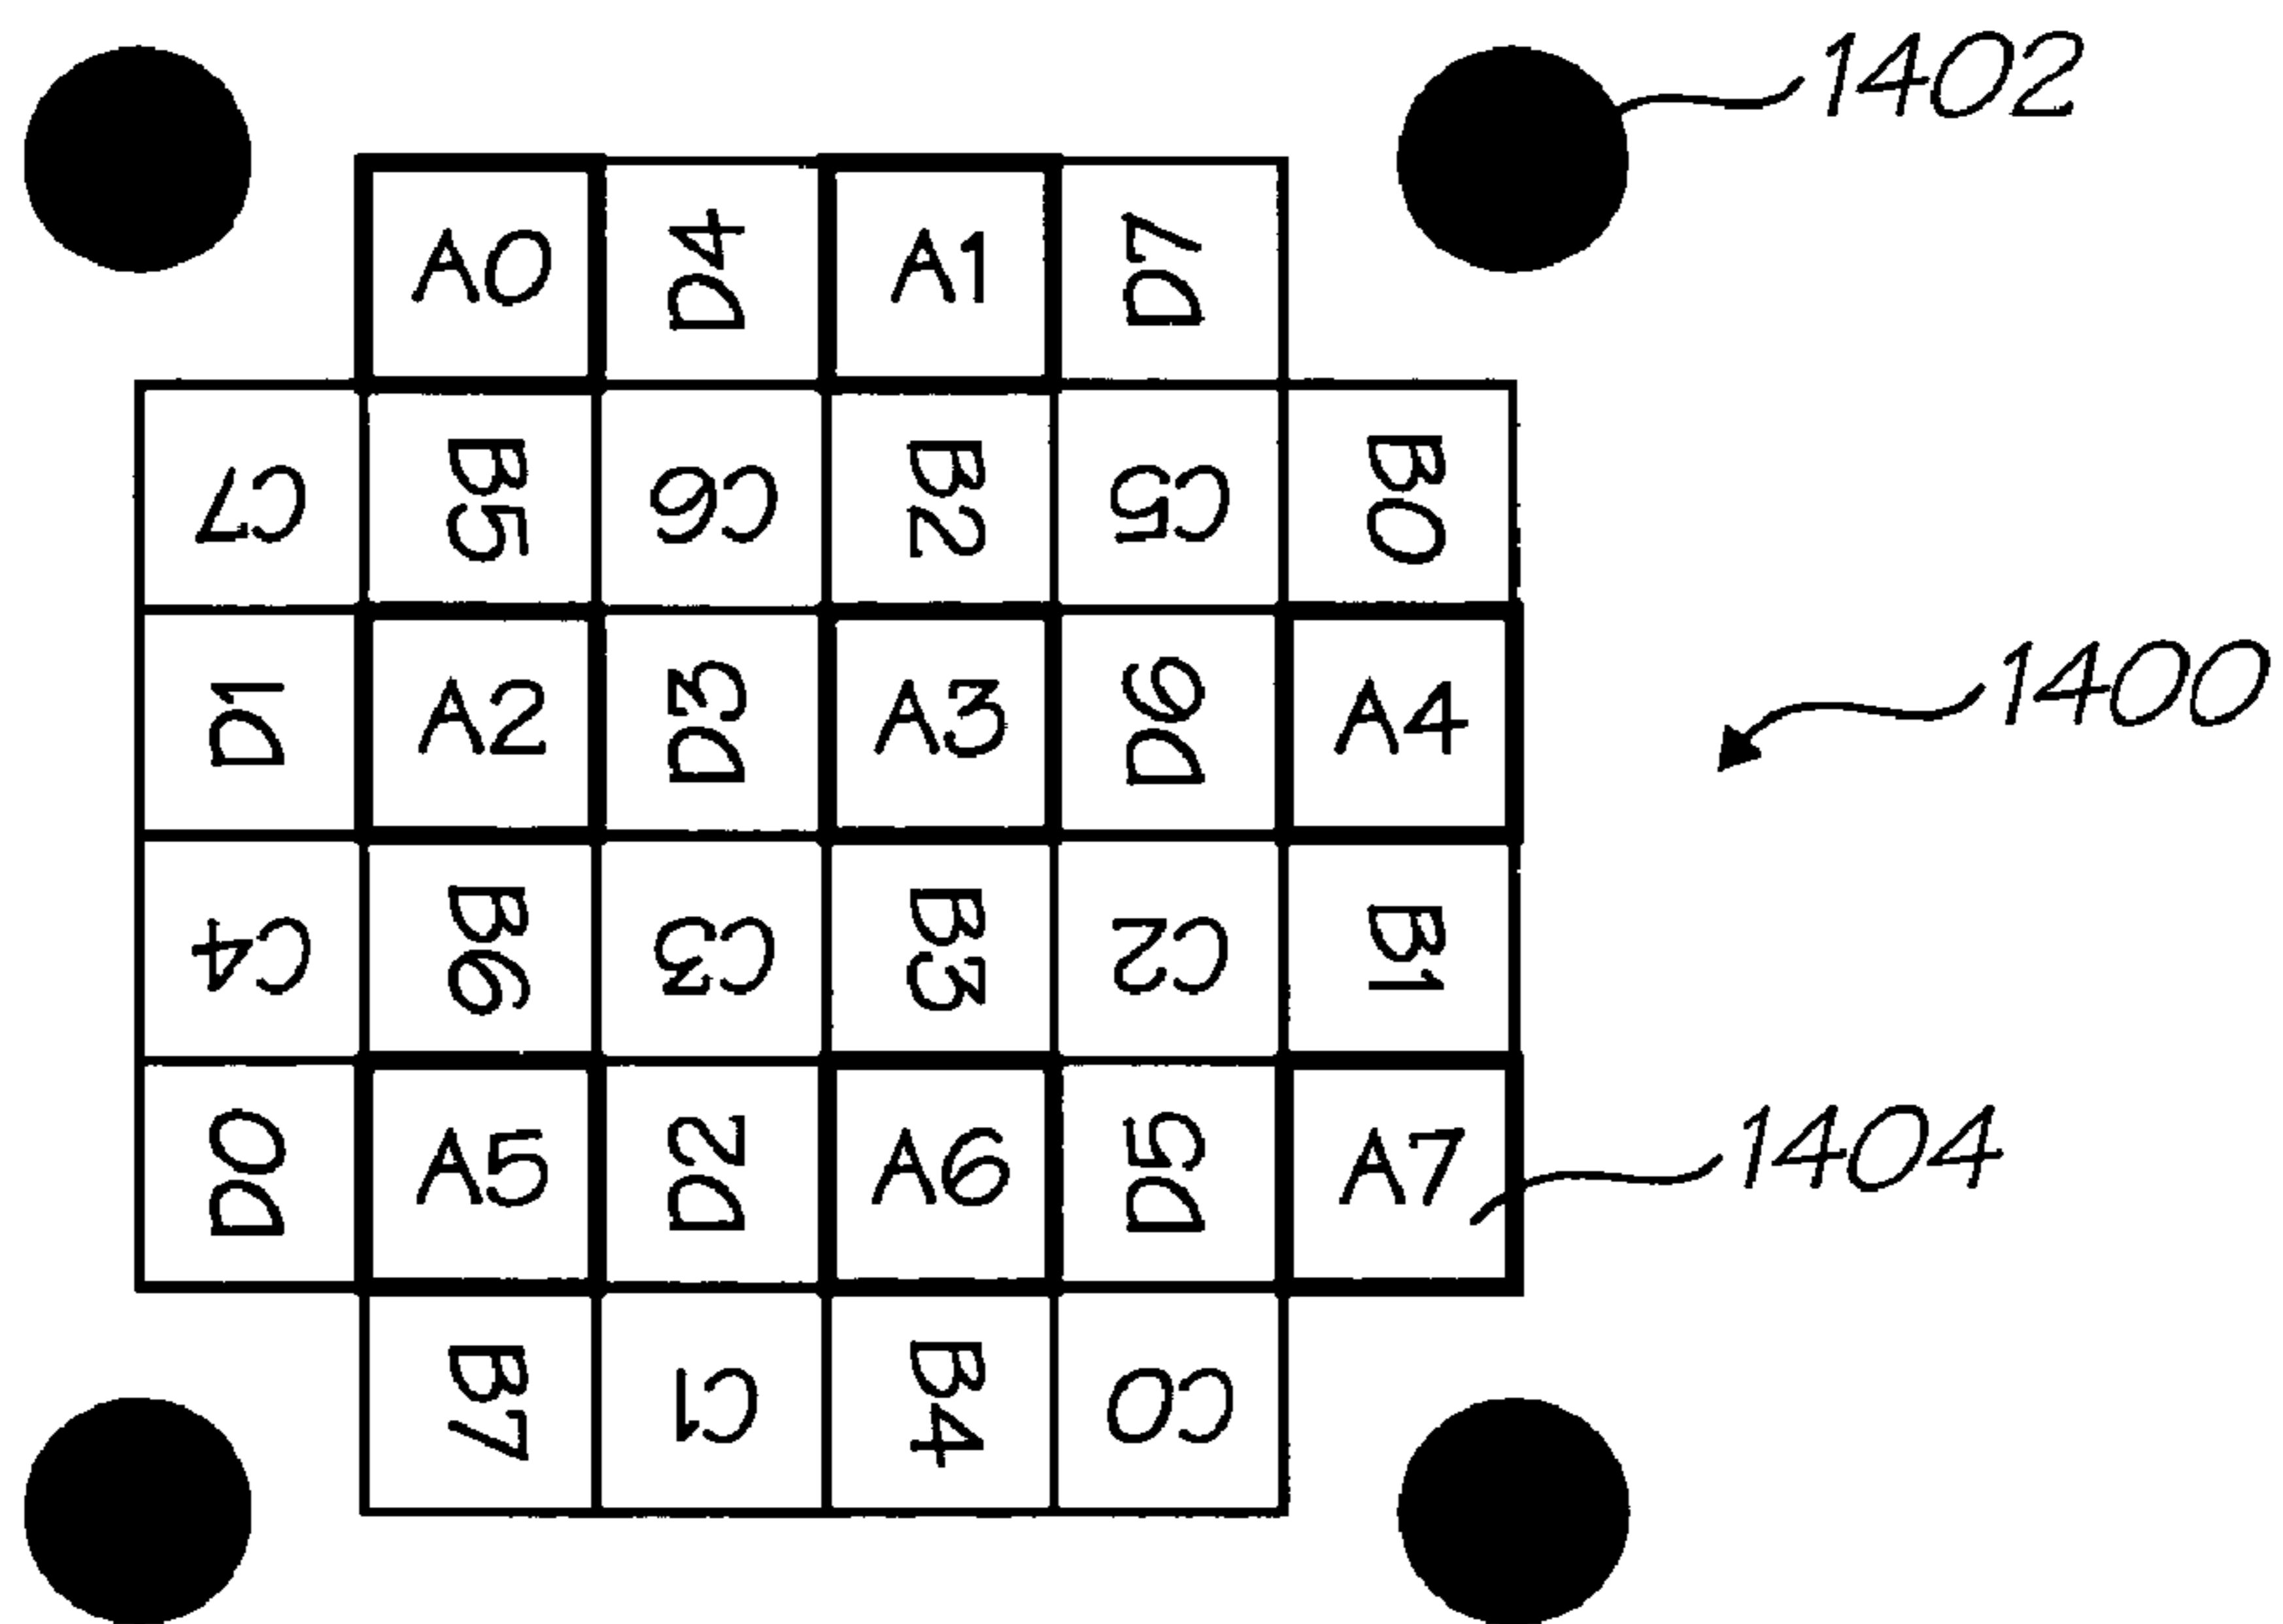 1402
A0 D4 A1 D7
C7 B5 C6 B2 C5 B0
D1 A2 D3 A3 D6 A4
1400
C4 B6 C3 B3 C2 B1
D0 A5 D2 A6 D5 A7
1404
B7 C1 B4 C0